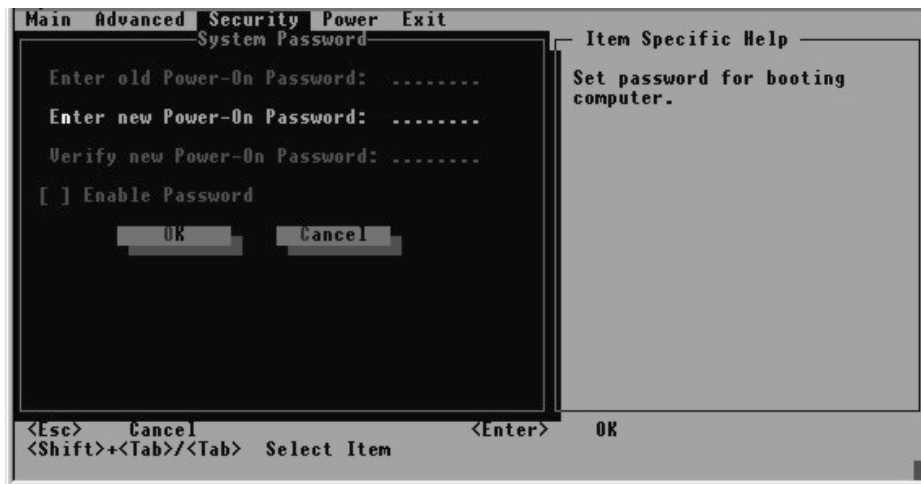 Main Advanced Security Power Exit
System Password
Item Specific Help
Enter old Power-On Password: ........
Set password for booting
computer.
Enter new Power-On Password: ........
Verify new Power-On Password: ........
[ ] Enable Password
OK Cancel
<Esc> Cancel <Enter> OK
<Shift>+<Tab>/<Tab> Select Item